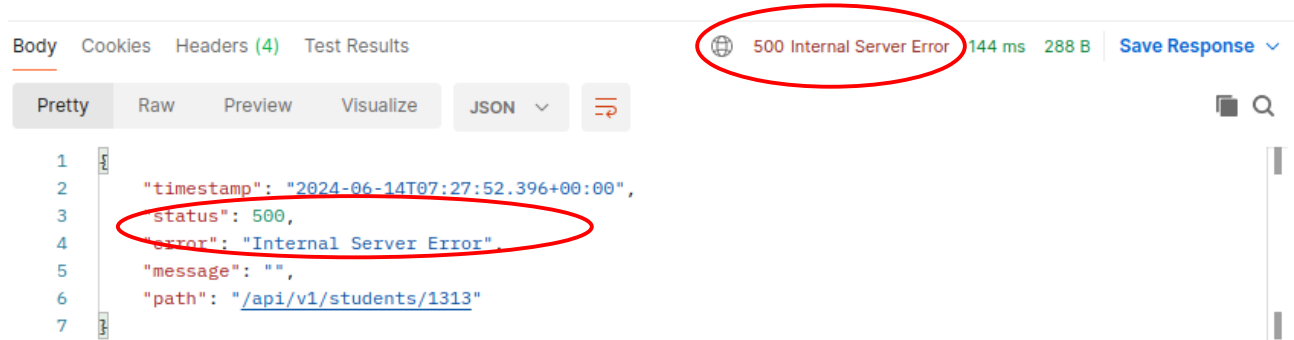 Body Cookies Headers (4) Test Results 500 Internal Server Error 144 ms 288 B Save Response
Pretty Raw Preview Visualize JSON
1 {
2 "timestamp": "2024-06-14T07:27:52.396+00:00",
3 "status": 500,
4 "error": "Internal Server Error",
5 "message": "",
6 "path": "/api/v1/students/1313"
7 }